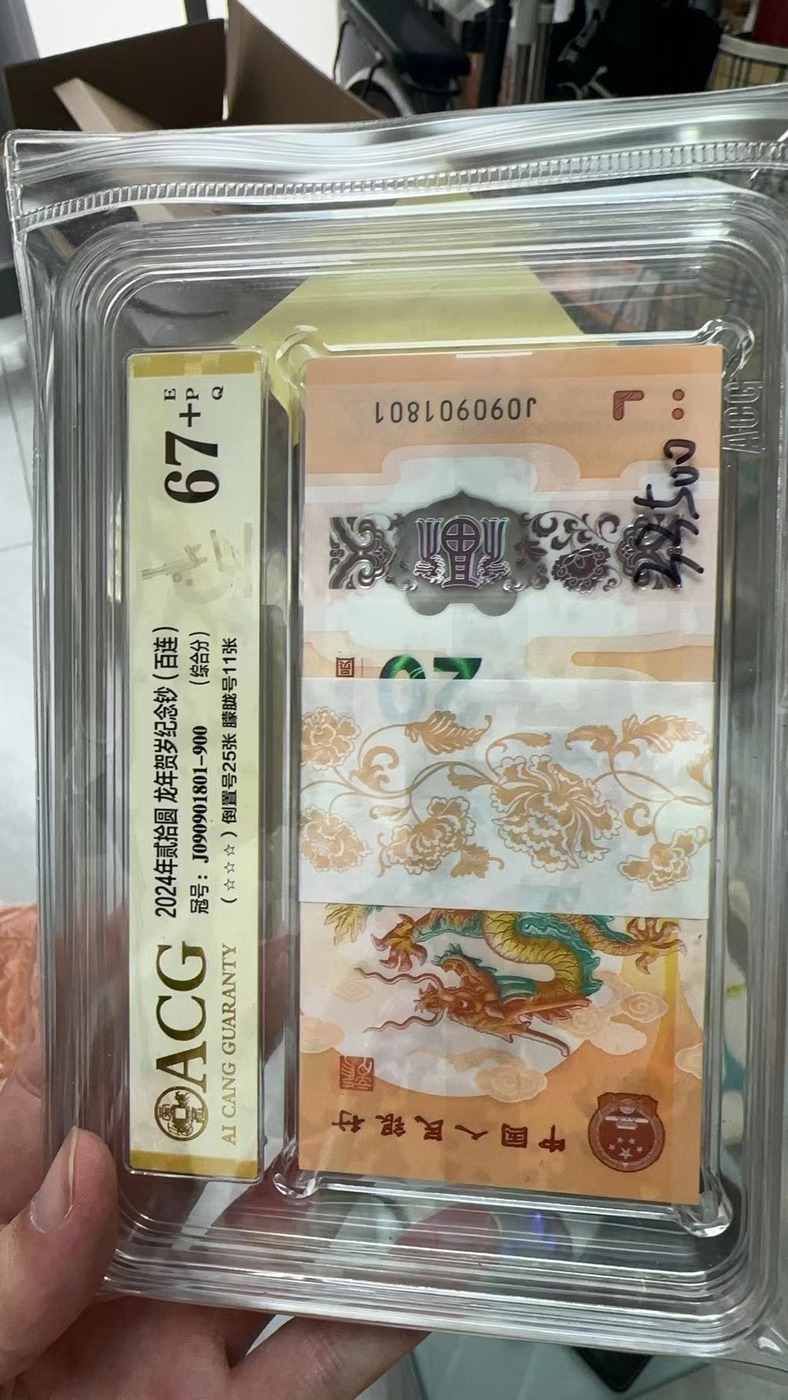 ACG
AI CANG GUARANTY
2024年贰拾圆 龙年贺岁纪念钞（百连）
冠号：J090901801-900 （综合分）
（☆☆☆）倒置号25张 朦胧号11张
67+
E
P
Q
J090901801
20
圆
中国人民银行
ACG